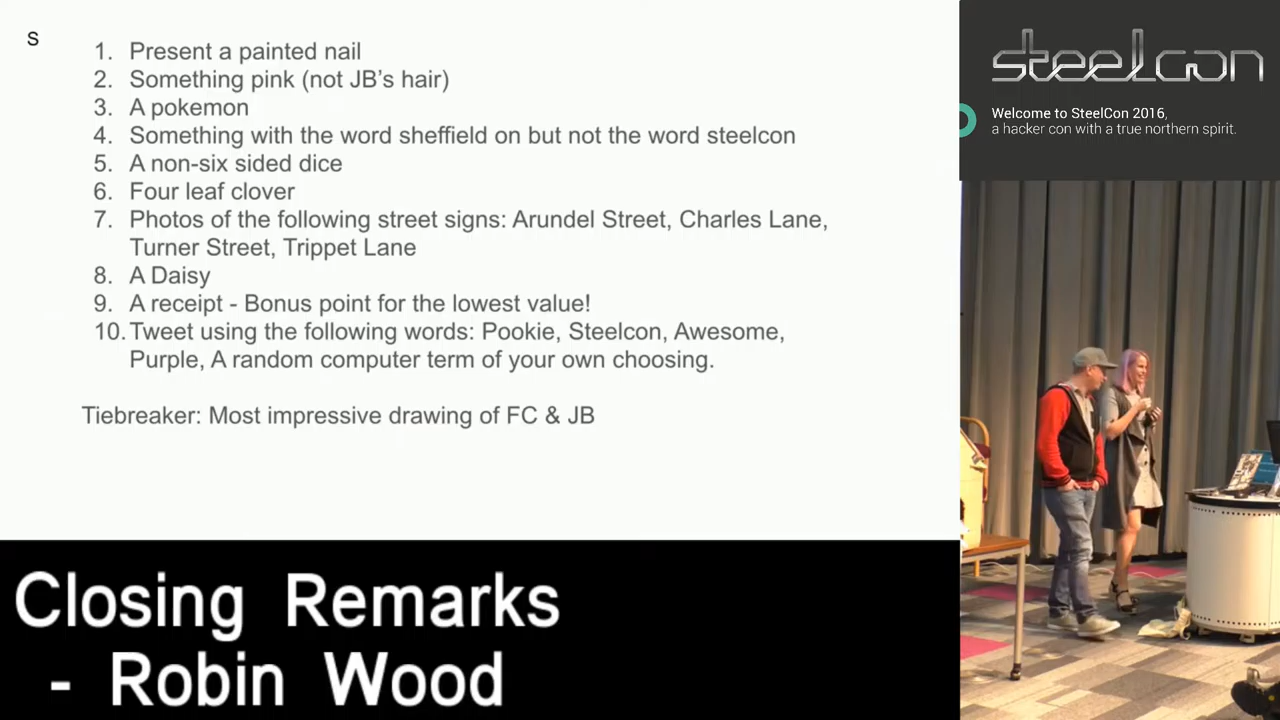 S
1. Present a painted nail
2. Something pink (not JB's hair)
3. A pokemon
4. Something with the word sheffield on but not the word steelcon
5. A non-six sided dice
6. Four leaf clover
7. Photos of the following street signs: Arundel Street, Charles Lane,
Turner Street, Trippet Lane
8. A Daisy
9. A receipt - Bonus point for the lowest value!
10. Tweet using the following words: Pookie, Steelcon, Awesome,
Purple, A random computer term of your own choosing.
Tiebreaker: Most impressive drawing of FC & JB
steelcon
Welcome to SteelCon 2016,
a hacker con with a true northern spirit.
Closing Remarks
- Robin Wood